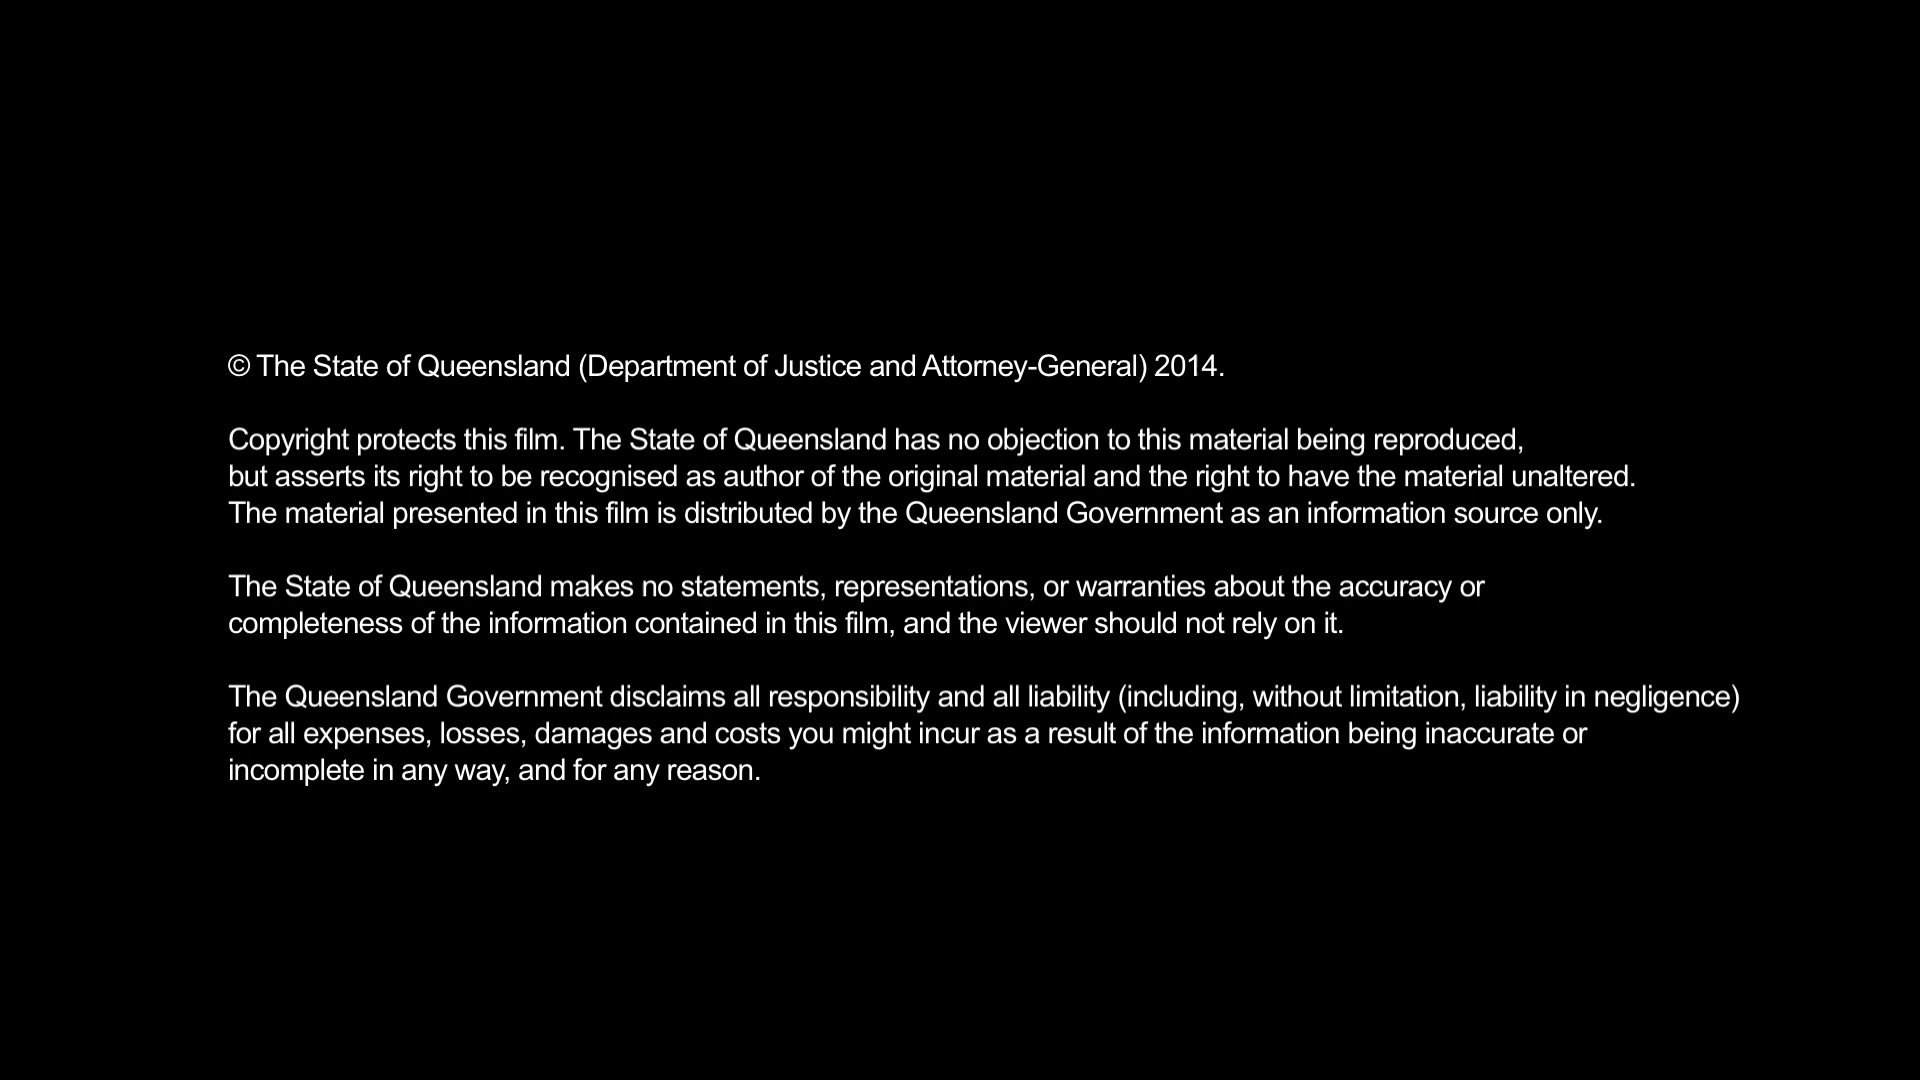 © The State of Queensland (Department of Justice and Attorney-General) 2014.
Copyright protects this film. The State of Queensland has no objection to this material being reproduced,
but asserts its right to be recognised as author of the original material and the right to have the material unaltered.
The material presented in this film is distributed by the Queensland Government as an information source only.
The State of Queensland makes no statements, representations, or warranties about the accuracy or
completeness of the information contained in this film, and the viewer should not rely on it.
The Queensland Government disclaims all responsibility and all liability (including, without limitation, liability in negligence)
for all expenses, losses, damages and costs you might incur as a result of the information being inaccurate or
incomplete in any way, and for any reason.